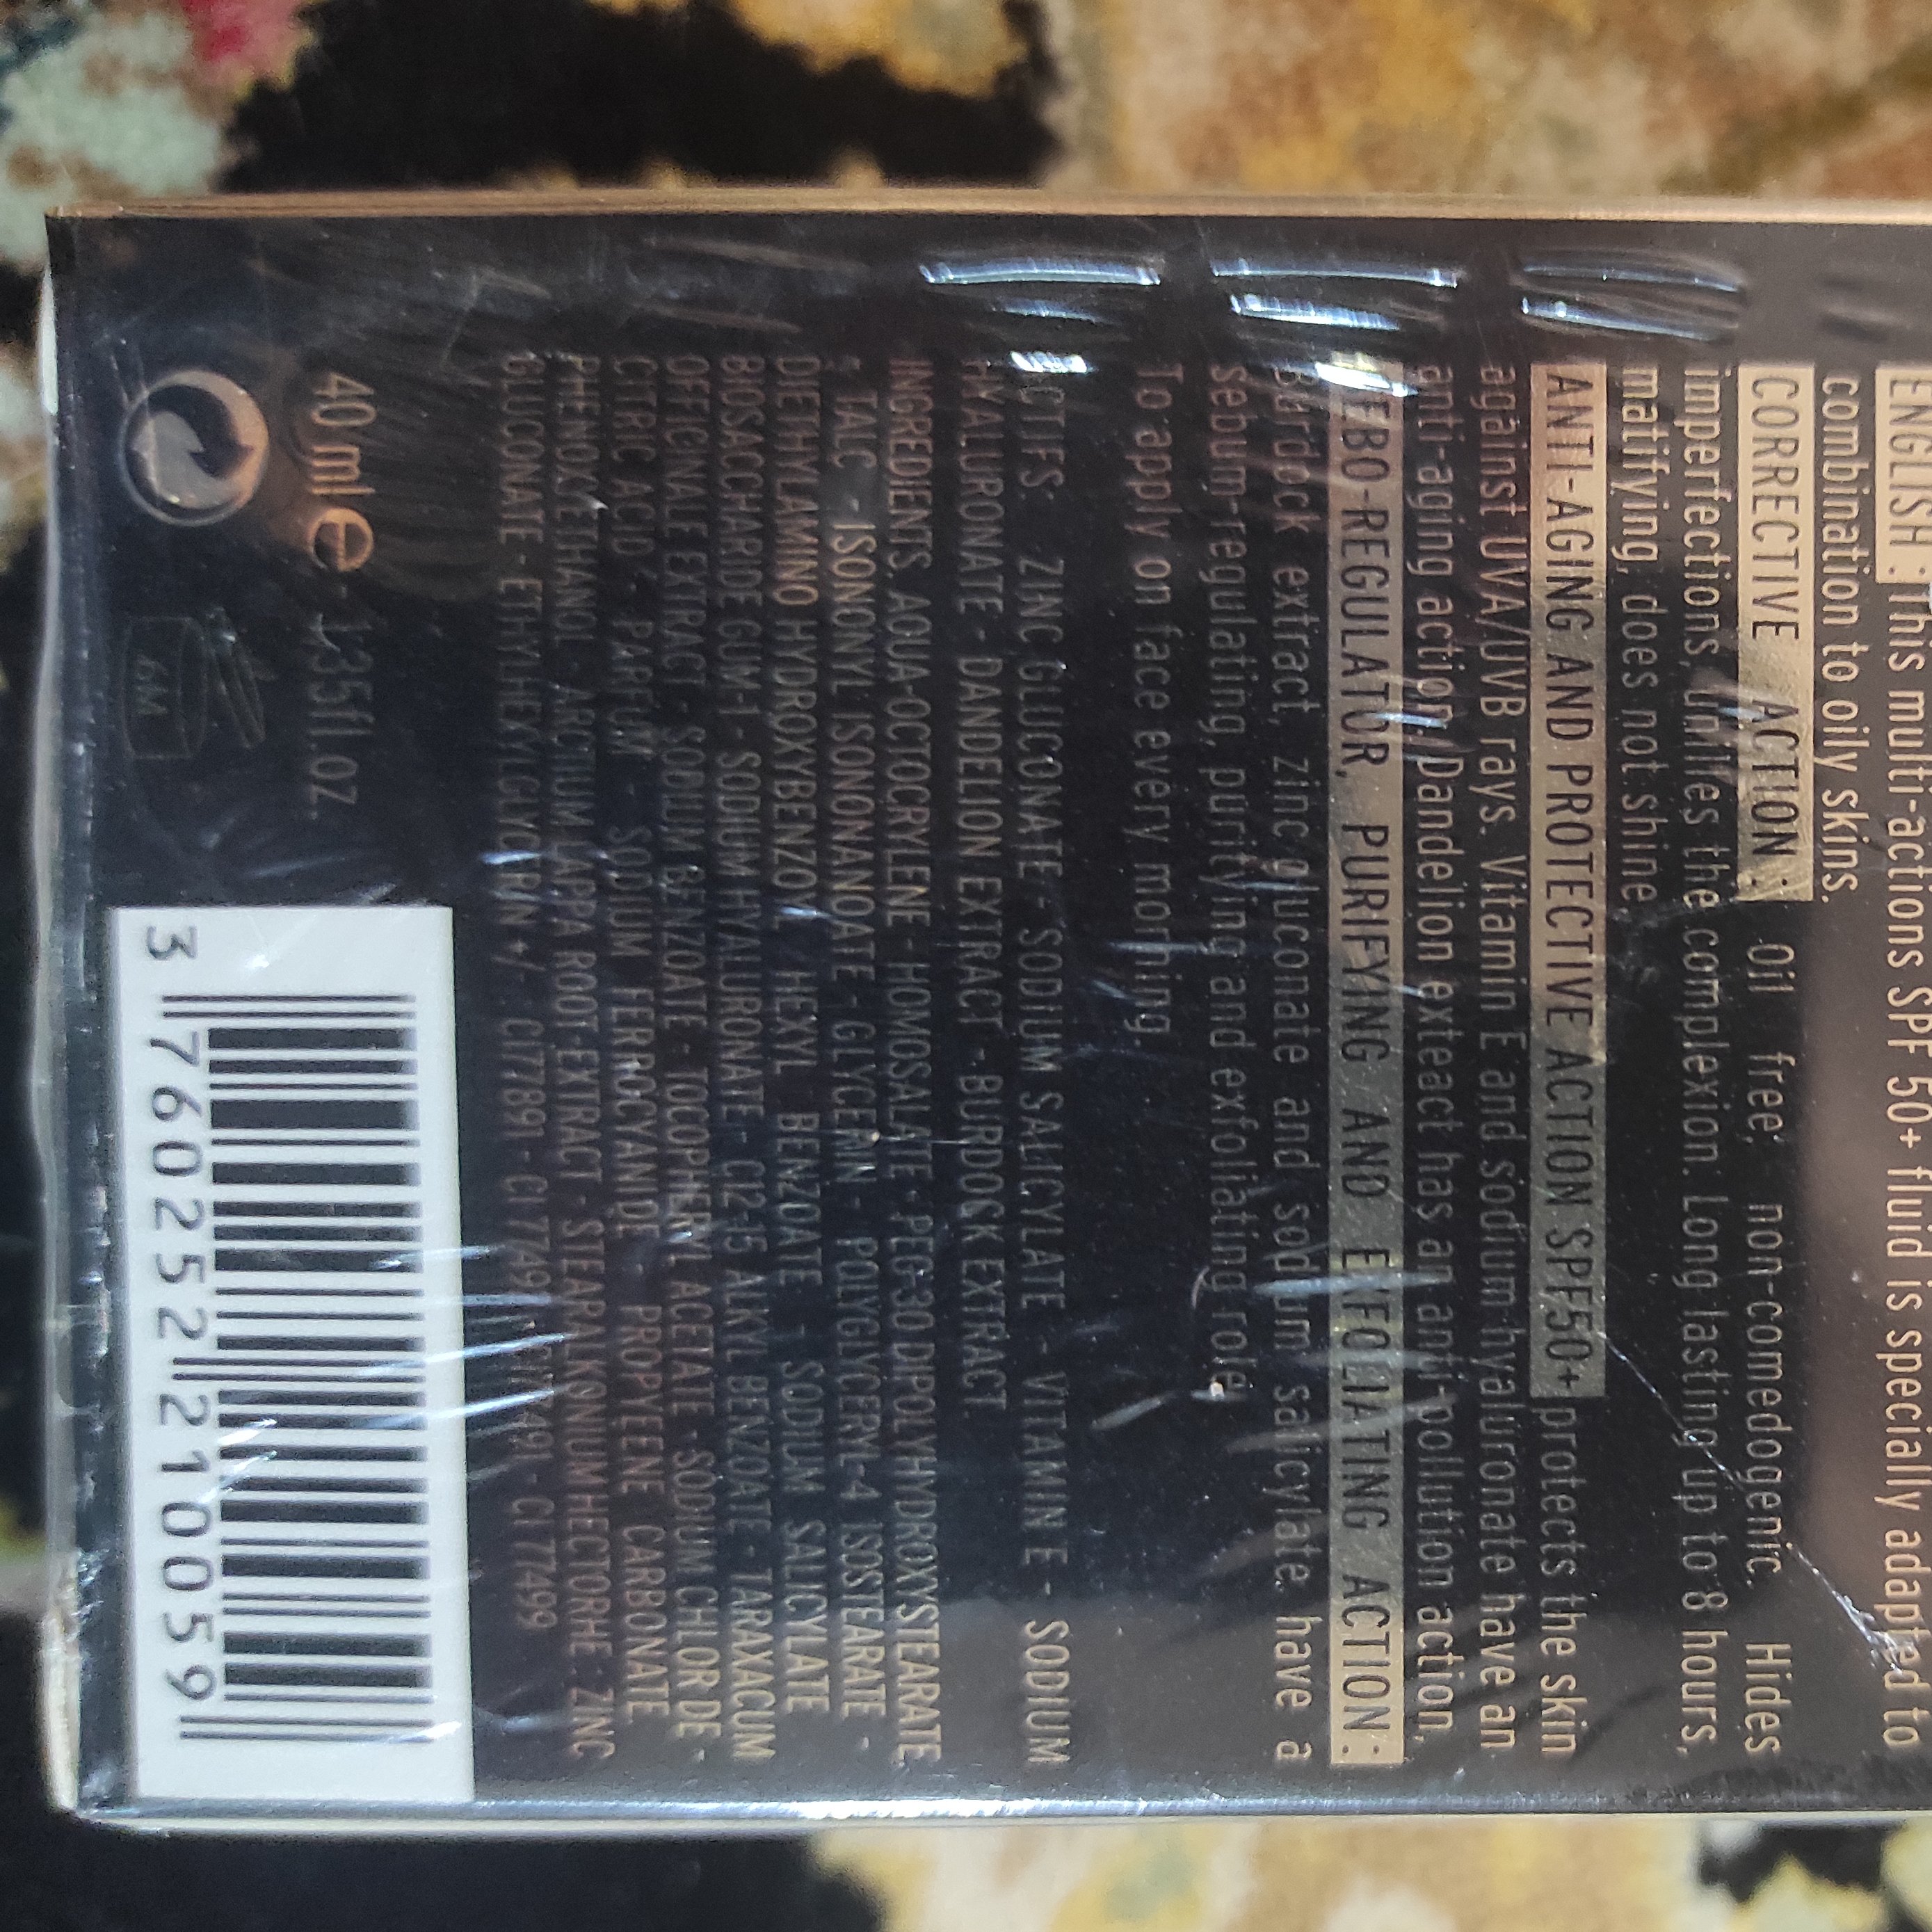 ENGLISH : This multi-actions SPF 50+ fluid is specially adapted to
combination to oily skins.
CORRECTIVE ACTION : Oil free, non-comedogenic. Hides
imperfections, unifies the complexion. Long lasting up to 8 hours,
matifying, does not shine.
ANTI-AGING AND PROTECTIVE ACTION SPF50+ protects the skin
against UVA/UVB rays. Vitamin E and sodium hyaluronate have an
anti-aging action. Dandelion exteact has an anti-pollution action.
SEBO-REGULATOR, PURIFYING AND EXFOLIATING ACTION :
Burdock extract, zinc gluconate and sodium salicylate have a
sebum-regulating, purifying and exfoliating role.
To apply on face every morning.
ACTIFS: ZINC GLUCONATE - SODIUM SALICYLATE - VITAMINE - SODIUM
HYALURONATE - DANDELION EXTRACT - BURDOCK EXTRACT
INGREDIENTS AQUA-OCTOCRYLENE - HOMOSALATE - PEG-30 DIPOLYHYDROXYSTEARATE
- TALC - ISONONYL ISONONANOATE - GLYCERIN - POLYGLYCERYL-4 ISOSTEARATE -
DIETHYLAMINO HYDROXYBENZOYL HEXYL BENZOATE - SODIUM SALICYLATE
BIOSACCHARIDE GUM-1 - SODIUM HYALURONATE - C12-15 ALKYL BENZOATE - TARAXACUM
OFFICINALE EXTRACT - SODIUM BENZOATE - TOCOPHERYL ACETATE - SODIUM CHLORIDE -
CITRIC ACID - PARFUM - SODIUM FERROCYANIDE - PROPYENE CARBONATE -
PHENOXYETHANOL - ARCTIUM LAPPA ROOT EXTRACT - STEARALKONIUM HECTORITE - ZINC
GLUCONATE - ETHYLHEXYLGLYCERIN +/- CI 77891 - CI 77492 - CI 77491 - CI 77499
40 ml e - 1.35fl.oz.
6M
3 760252 210059